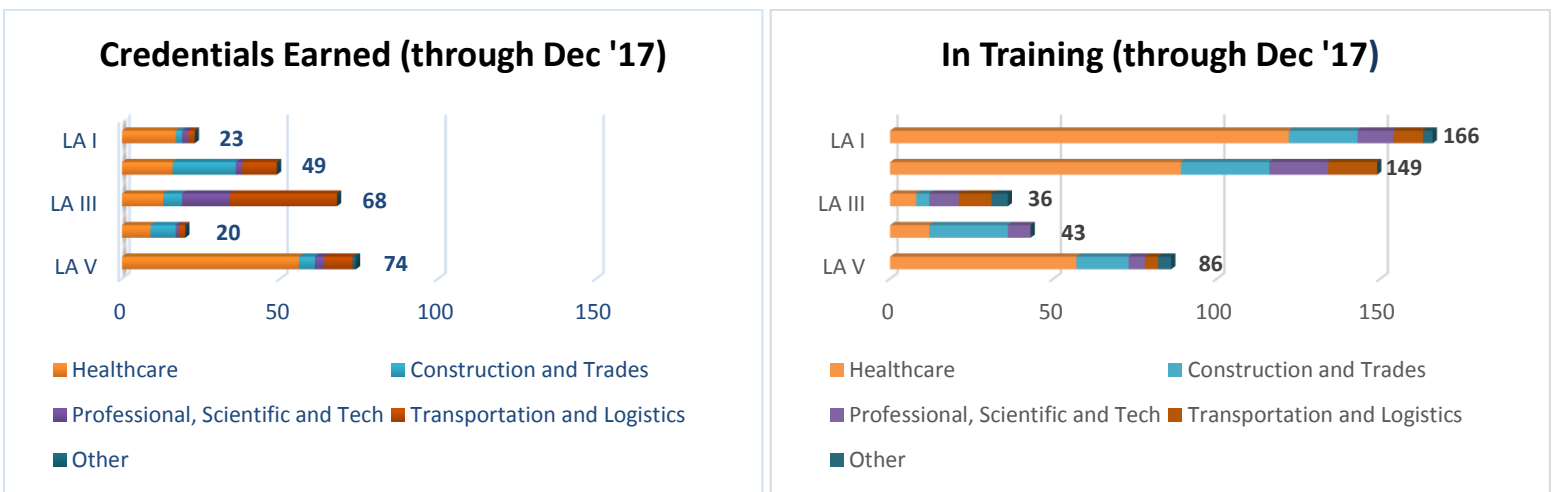 Credentials Earned (through Dec '17)
LA I
23
49
LA III
68
20
LA V
74
0 50 100 150
Healthcare Construction and Trades
Professional, Scientific and Tech Transportation and Logistics
Other
In Training (through Dec '17)
LA I
166
149
LA III
36
43
LA V
86
0 50 100 150
Healthcare Construction and Trades
Professional, Scientific and Tech Transportation and Logistics
Other